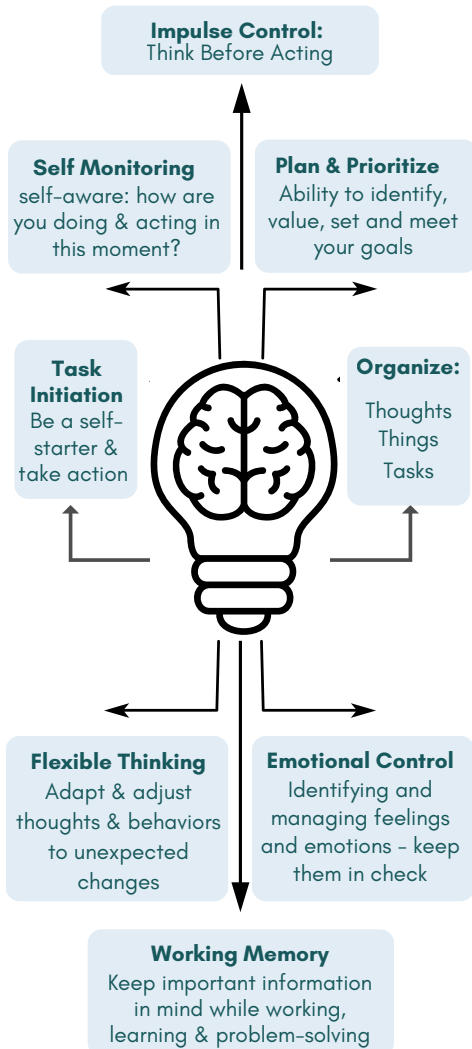 Impulse Control:
Think Before Acting
Self Monitoring
self-aware: how are
you doing & acting in
this moment?
Plan & Prioritize
Ability to identify,
value, set and meet
your goals
Task
Initiation
Be a self-
starter &
take action
Organize:
Thoughts
Things
Tasks
Flexible Thinking
Adapt & adjust
thoughts & behaviors
to unexpected
changes
Emotional Control
Identifying and
managing feelings
and emotions - keep
them in check
Working Memory
Keep important information
in mind while working,
learning & problem-solving